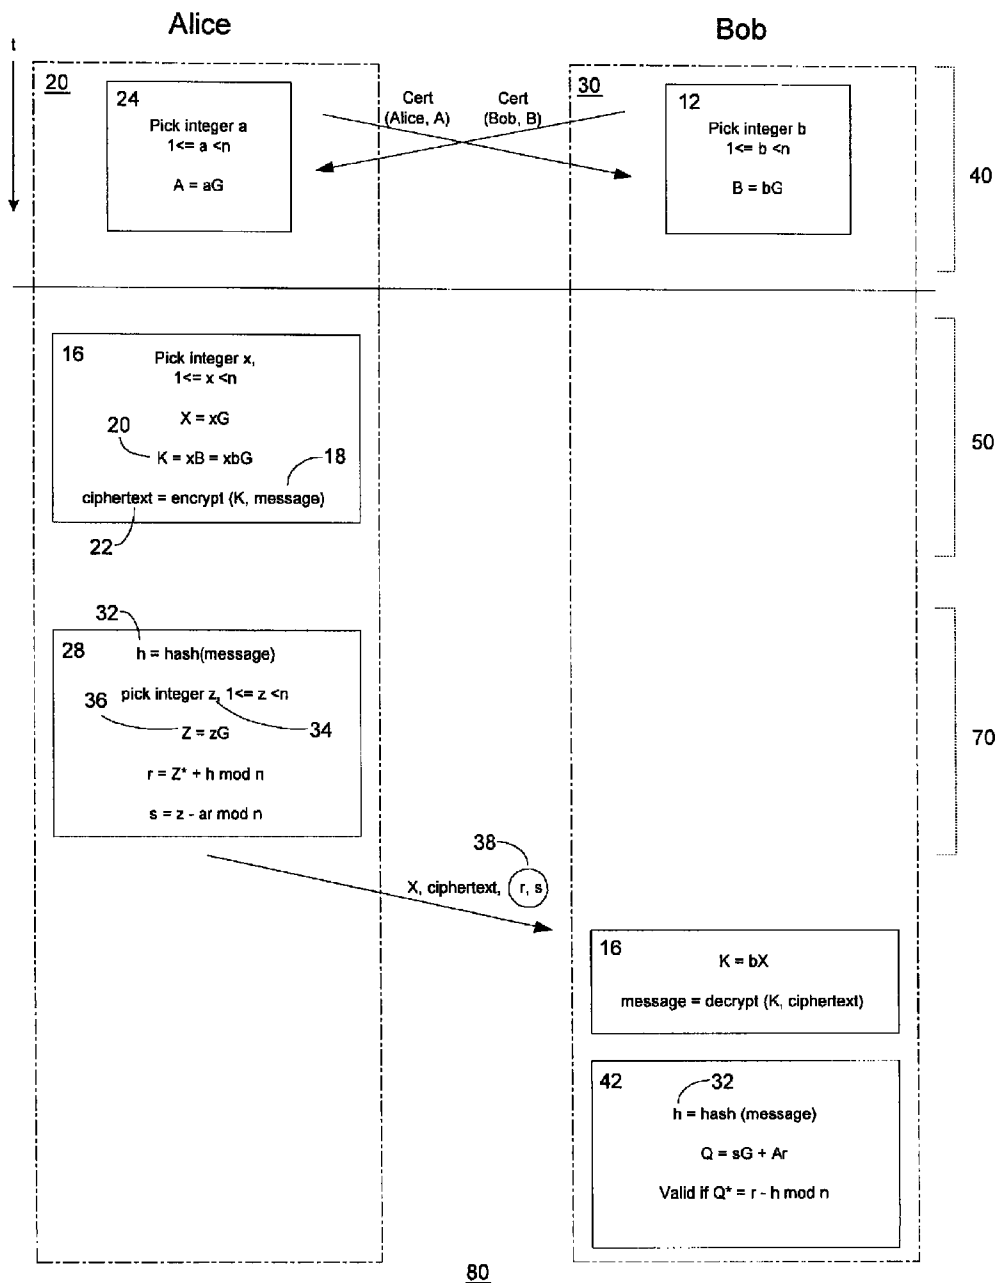 Alice
Bob
t
20
24
Pick integer a
1<= a <n
A = aG
Cert
(Alice, A)
Cert
(Bob, B)
30
12
Pick integer b
1<= b <n
B = bG
40
16
Pick integer x,
1<= x <n
X = xG
20
K = xB = xbG
18
ciphertext = encrypt (K, message)
22
50
32
28
h = hash(message)
pick integer z, 1<= z <n
36
Z = zG
34
r = Z* + h mod n
s = z - ar mod n
70
38
X, ciphertext, r, s
16
K = bX
message = decrypt (K, ciphertext)
42
32
h = hash (message)
Q = sG + Ar
Valid if Q* = r - h mod n
80